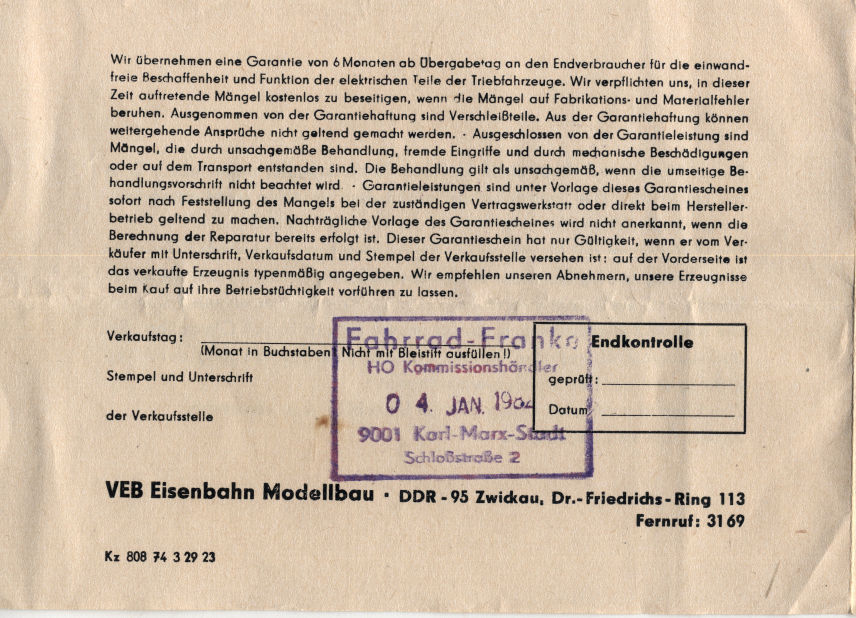 Wir übernehmen eine Garantie von 6 Monaten ab Übergabetag an den Endverbraucher für die einwand-
freie Beschaffenheit und Funktion der elektrischen Teile der Triebfahrzeuge. Wir verpflichten uns, in dieser
Zeit auftretende Mängel kostenlos zu beseitigen, wenn die Mängel auf Fabrikations- und Materialfehler
beruhen. Ausgenommen von der Garantiehaftung sind Verschleißteile. Aus der Garantiehaftung können
weitergehende Ansprüche nicht geltend gemacht werden. - Ausgeschlossen von der Garantieleistung sind
Mängel, die durch unsachgemäße Behandlung, fremde Eingriffe und durch mechanische Beschädigungen
oder auf dem Transport entstanden sind. Die Behandlung gilt als unsachgemäß, wenn die umseitige Be-
handlungsvorschrift nicht beachtet wird. - Garantieleistungen sind unter Vorlage dieses Garantiescheines
sofort nach Feststellung des Mangels bei der zuständigen Vertragswerkstatt oder direkt beim Hersteller-
betrieb geltend zu machen. Nachträgliche Vorlage des Garantiescheines wird nicht anerkannt, wenn die
Berechnung der Reparatur bereits erfolgt ist. Dieser Garantieschein hat nur Gültigkeit, wenn er vom Ver-
käufer mit Unterschrift, Verkaufsdatum und Stempel der Verkaufsstelle versehen ist: auf der Vorderseite ist
das verkaufte Erzeugnis typenmäßig angegeben. Wir empfehlen unseren Abnehmern, unsere Erzeugnisse
beim Kauf auf ihre Betriebstüchtigkeit vorführen zu lassen.
Verkaufstag:
(Monat in Buchstaben! Nicht mit Bleistift ausfüllen!)
Stempel und Unterschrift
der Verkaufsstelle
Fahrrad-Franke
HO Kommissionshändler
04. JAN.
9001 Karl-Marx-Stadt
Schloßstraße 2
Endkontrolle
geprüft:
Datum:
VEB Eisenbahn Modellbau · DDR - 95 Zwickau, Dr.-Friedrichs-Ring 113
Fernruf: 3169
Kz 808 74 3 29 23